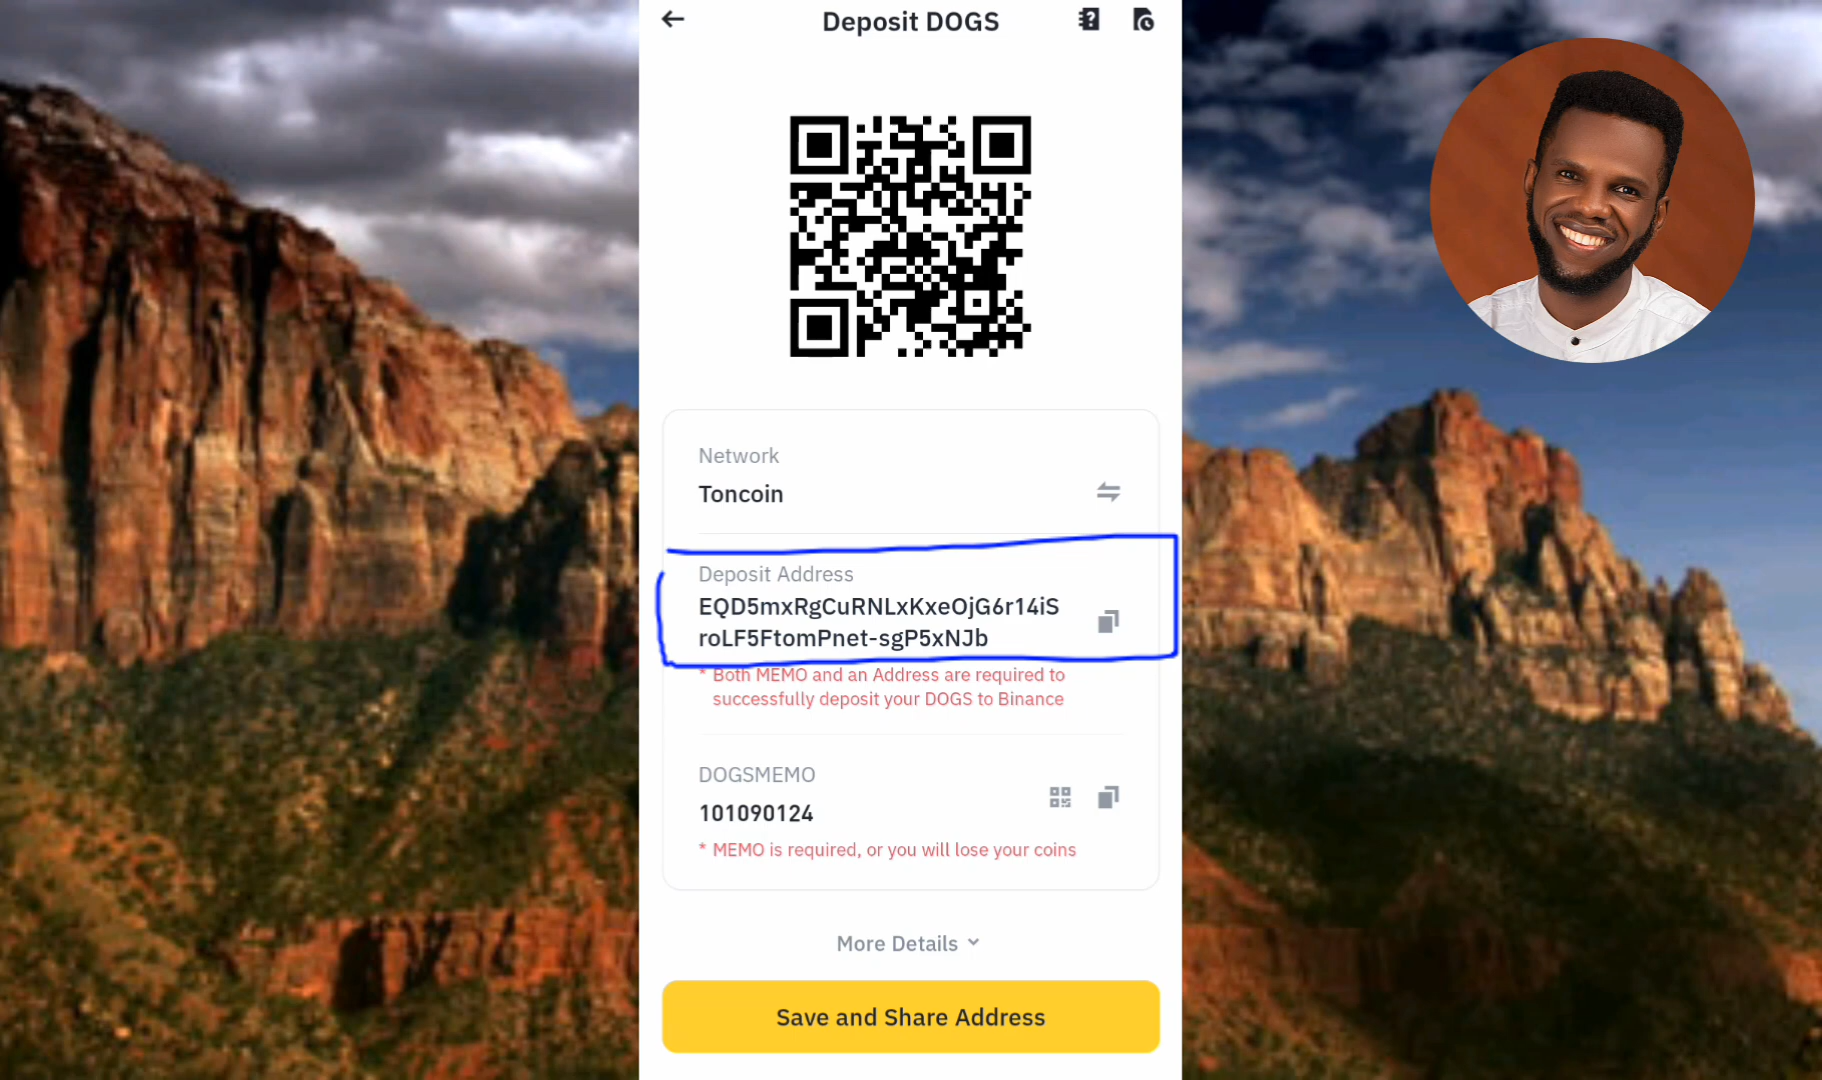 Deposit DOGS
Network
Toncoin
Deposit Address
EQD5mxRgCuRNLxKxeOjG6r14iS
roLF5FtomPnet-sgP5xNJb
* Both MEMO and an Address are required to
successfully deposit your DOGS to Binance
DOGSMEMO
101090124
* MEMO is required, or you will lose your coins
More Details
Save and Share Address